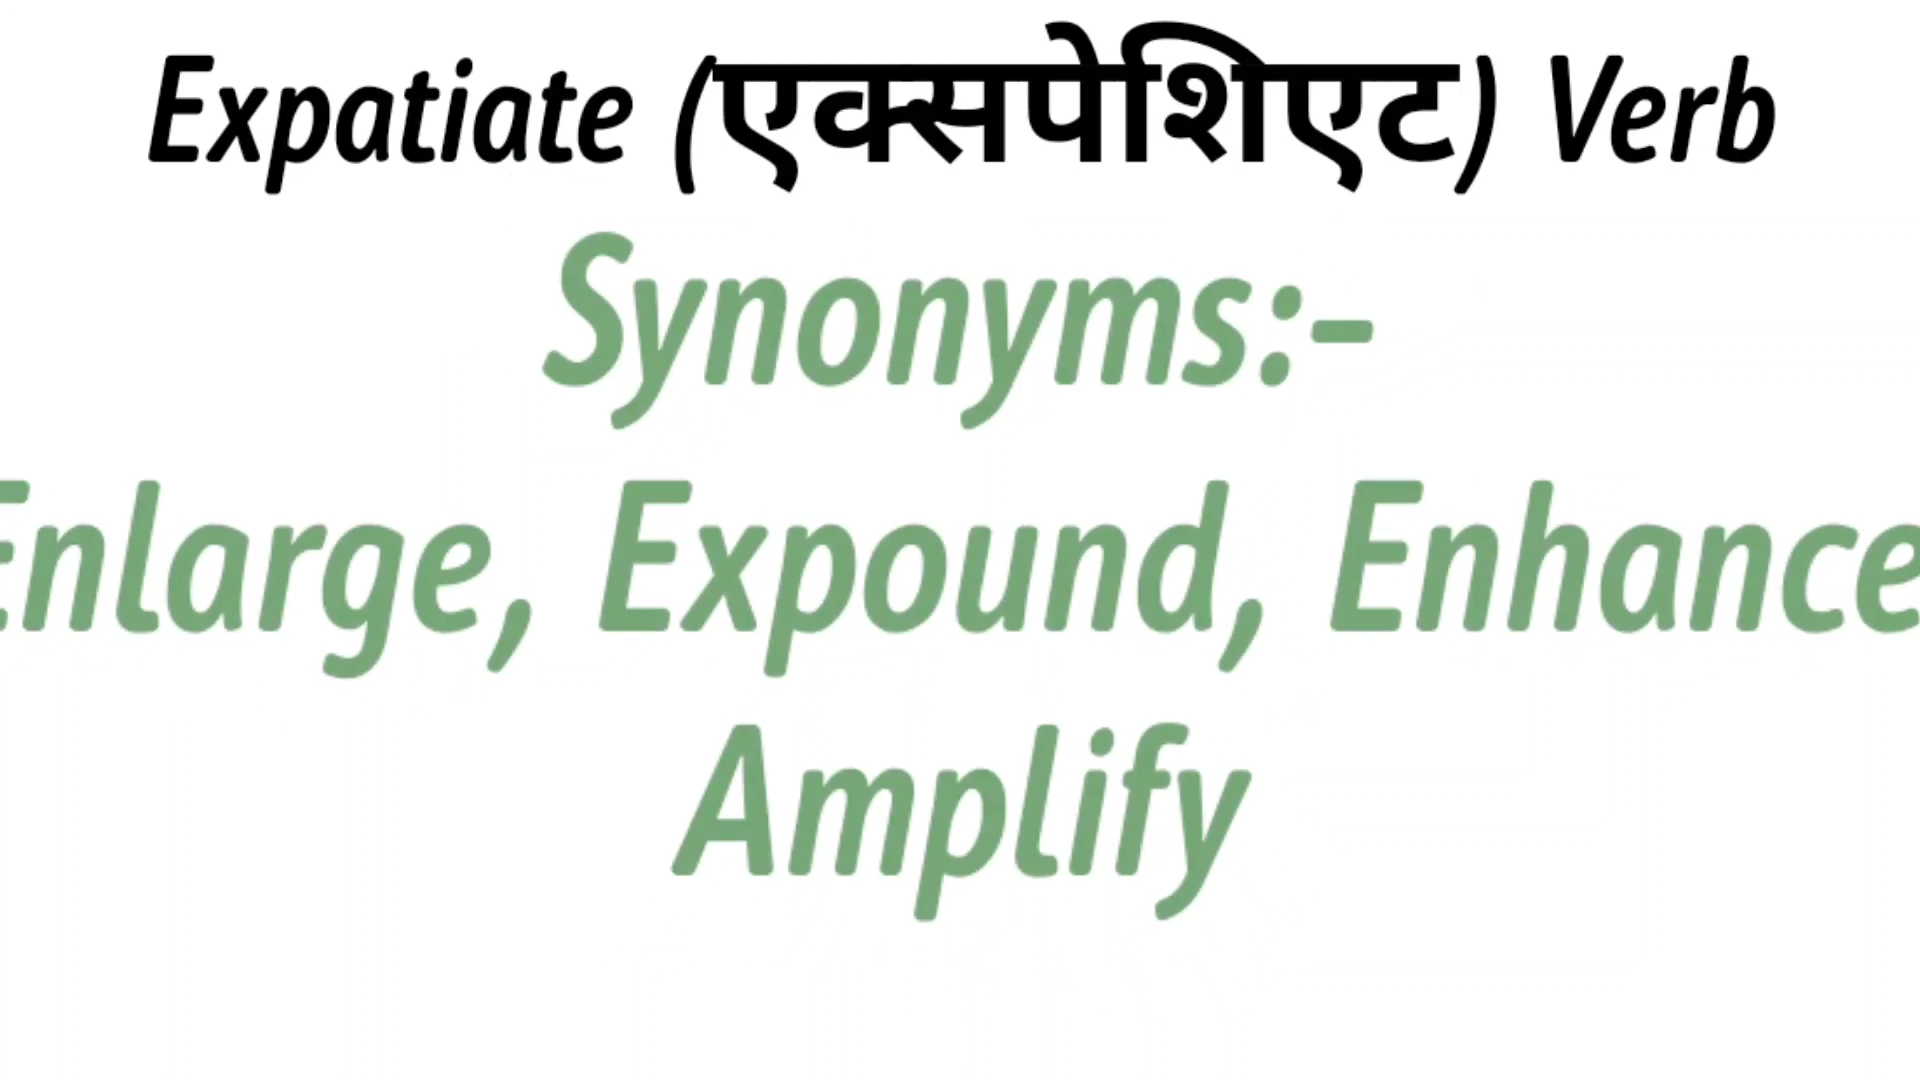 Expatiate (एक्सपेशिएट) Verb
Synonyms:-
Enlarge, Expound, Enhance
Amplify